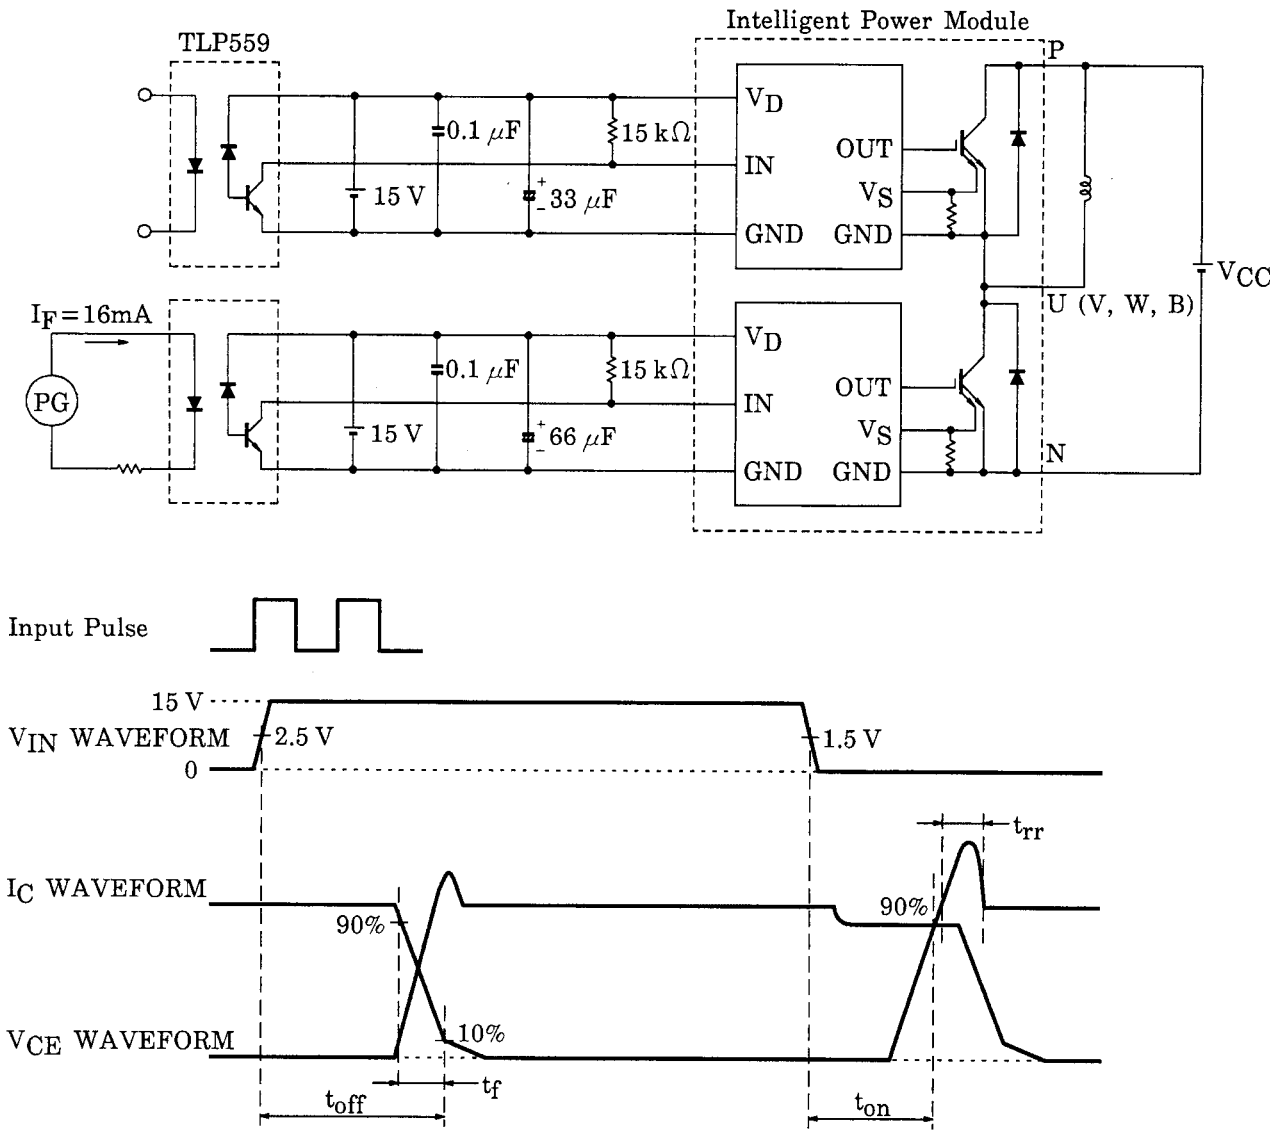 Intelligent Power Module
TLP559
P
VD
0.1 μF
15 kΩ
OUT
IN
VS
15 V
+
- 33 μF
GND
GND
VCC
U (V, W, B)
IF = 16mA
VD
0.1 μF
15 kΩ
OUT
PG
IN
VS
15 V
+
- 66 μF
N
GND
GND
Input Pulse
15 V
VIN WAVEFORM
2.5 V
1.5 V
0
trr
IC WAVEFORM
90%
90%
VCE WAVEFORM
10%
tf
toff
ton